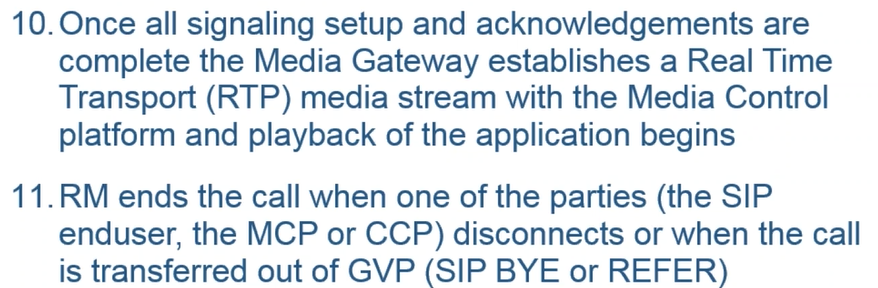 10. Once all signaling setup and acknowledgements are
complete the Media Gateway establishes a Real Time
Transport (RTP) media stream with the Media Control
platform and playback of the application begins
11. RM ends the call when one of the parties (the SIP
enduser, the MCP or CCP) disconnects or when the call
is transferred out of GVP (SIP BYE or REFER)